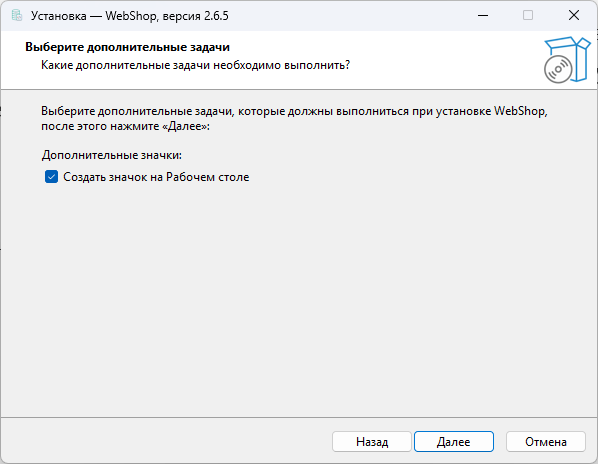 Установка — WebShop, версия 2.6.5
Выберите дополнительные задачи
Какие дополнительные задачи необходимо выполнить?
Выберите дополнительные задачи, которые должны выполниться при установке WebShop,
после этого нажмите «Далее»:
Дополнительные значки:
Создать значок на Рабочем столе
Назад
Далее
Отмена